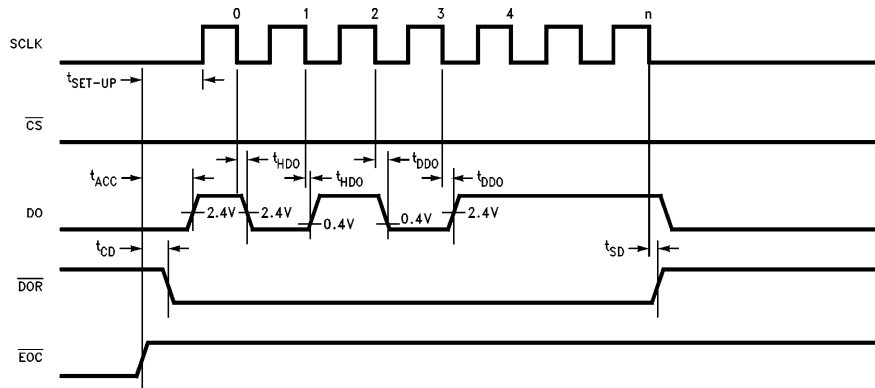 0 1 2 3 4 n
SCLK
tSET-UP
CS
tHDO tDDO
tACC tHDO tDDO
DO 2.4V 2.4V 0.4V 0.4V 2.4V
tCD tSD
DOR
EOC